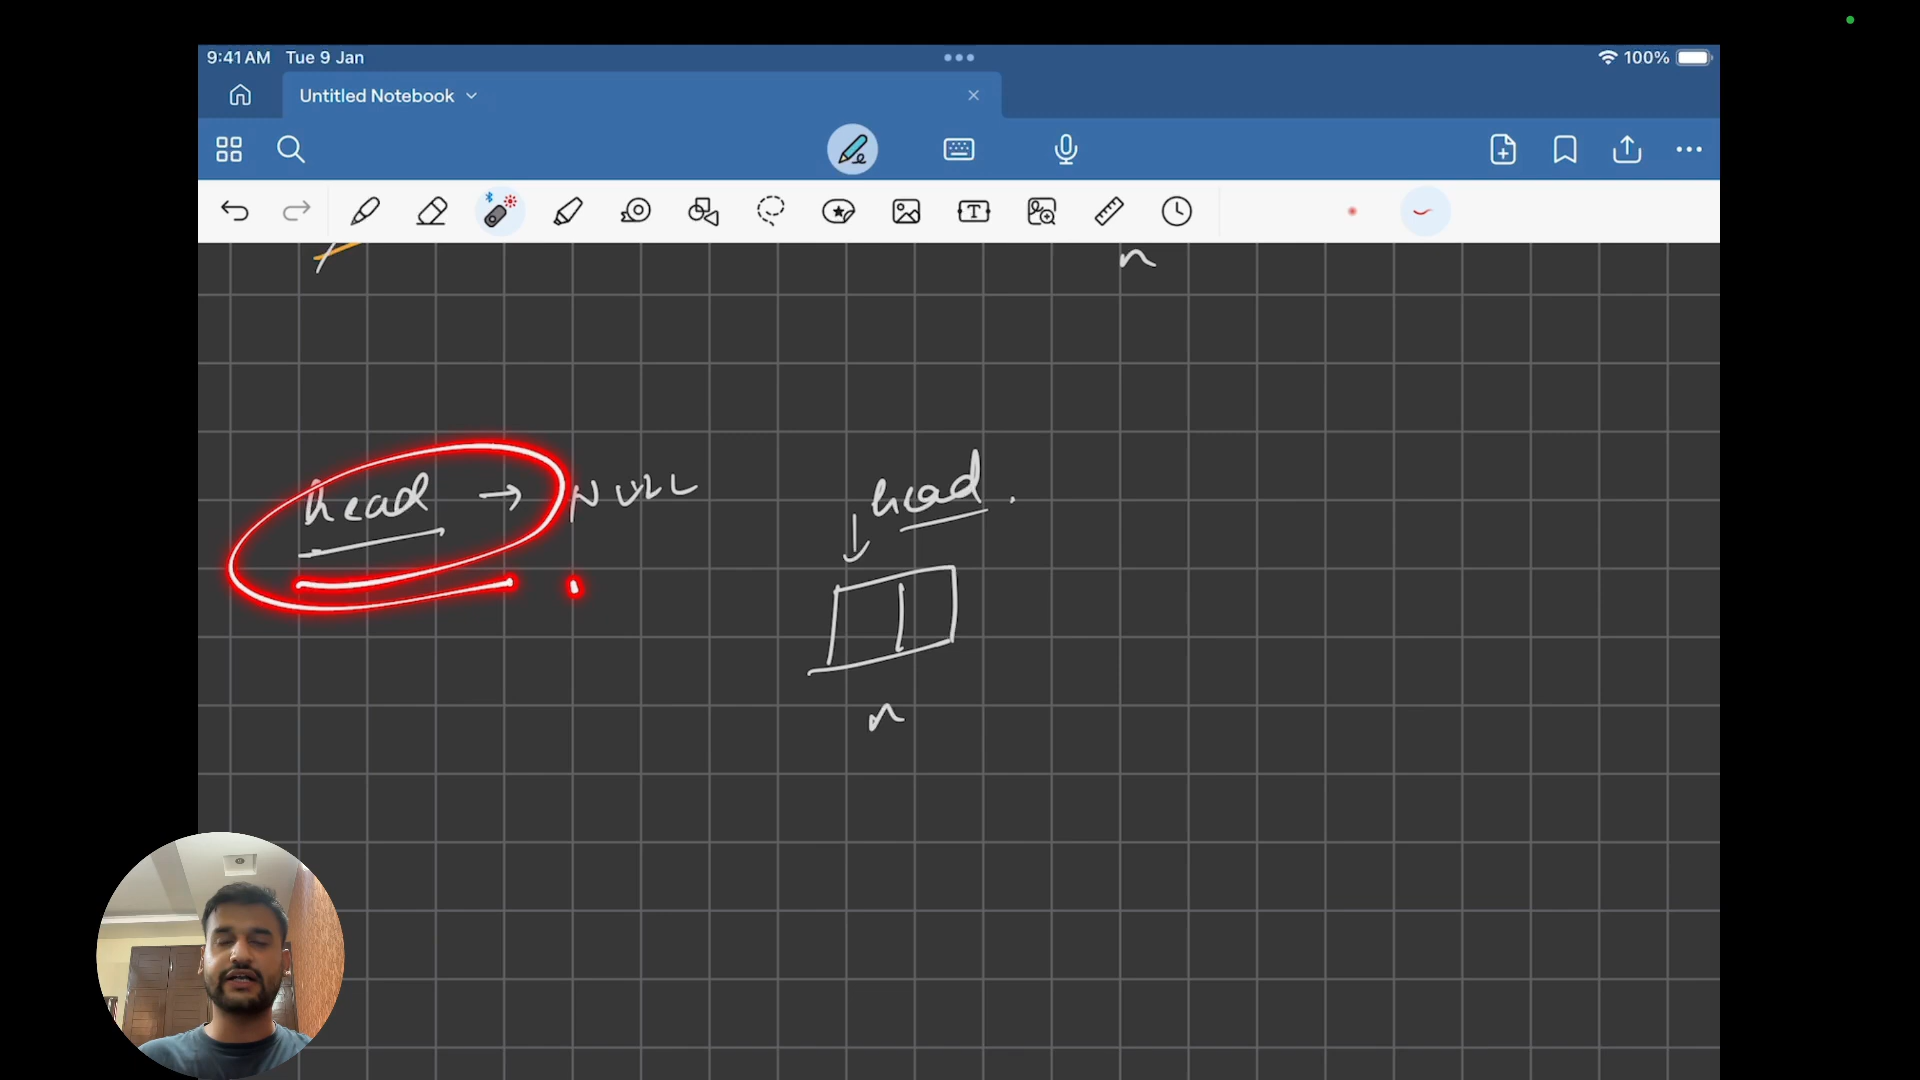 9:41 AM Tue 9 Jan 100%
Untitled Notebook
n
head → NULL
head.
n